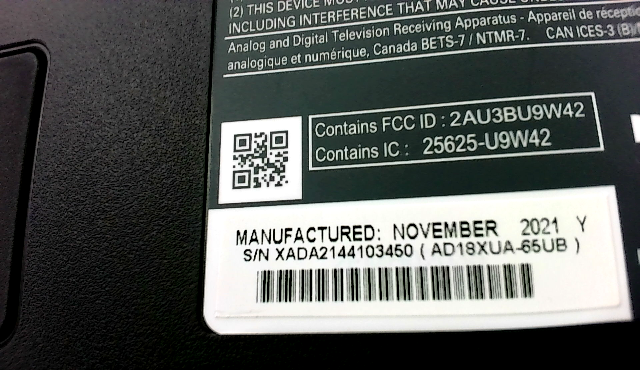 (2) THIS DEVICE MUST
INCLUDING INTERFERENCE THAT MAY CAUSE
Analog and Digital Television Receiving Apparatus - Appareil de réception
analogique et numérique, Canada BETS-7 / NTMR-7. CAN ICES-3 (B)
Contains FCC ID : 2AU3BU9W42
Contains IC : 25625-U9W42
MANUFACTURED: NOVEMBER 2021 Y
S/N XADA2144103450 ( AD18XUA-65UB )